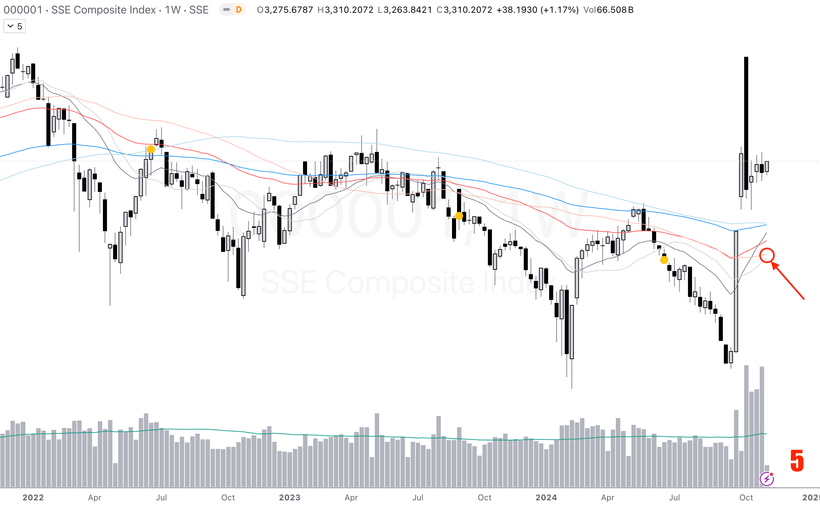 000001 · SSE Composite Index · 1W · SSE D O3,275.6787 H3,310.2072 L3,263.8421 C3,310.2072 +38.1930 (+1.17%) Vol66.508B
5
SSE Composite Index
5
2022 Apr Jul Oct 2023 Apr Jul Oct 2024 Apr Jul Oct 2025